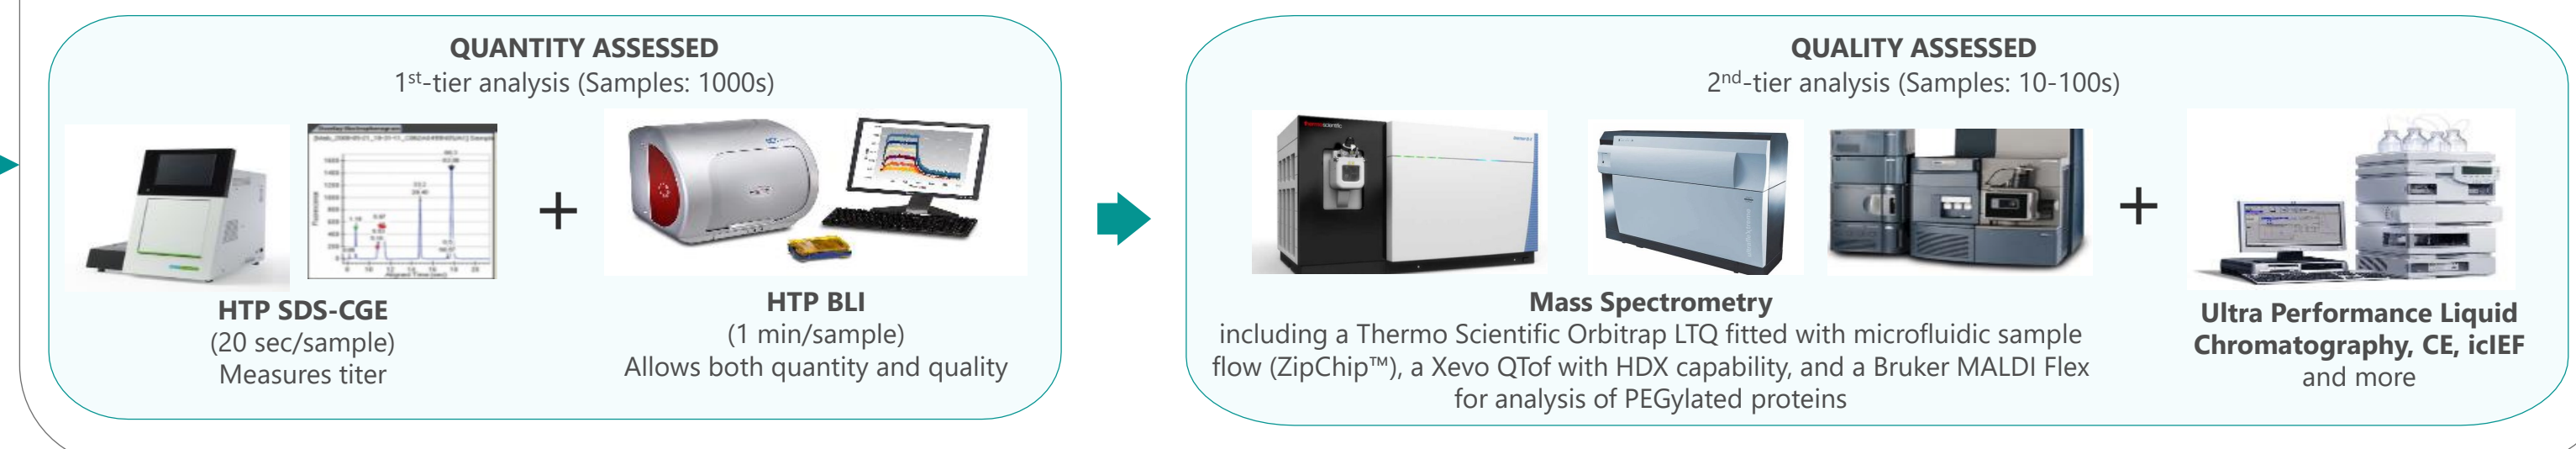 QUANTITY ASSESSED
1st-tier analysis (Samples: 1000s)
HTP SDS-CGE
(20 sec/sample)
Measures titer
+
HTP BLI
(1 min/sample)
Allows both quantity and quality
QUALITY ASSESSED
2nd-tier analysis (Samples: 10-100s)
Mass Spectrometry
including a Thermo Scientific Orbitrap LTQ fitted with microfluidic sample
flow (ZipChip™), a Xevo QTof with HDX capability, and a Bruker MALDI Flex
for analysis of PEGylated proteins
+
Ultra Performance Liquid
Chromatography, CE, icIEF
and more